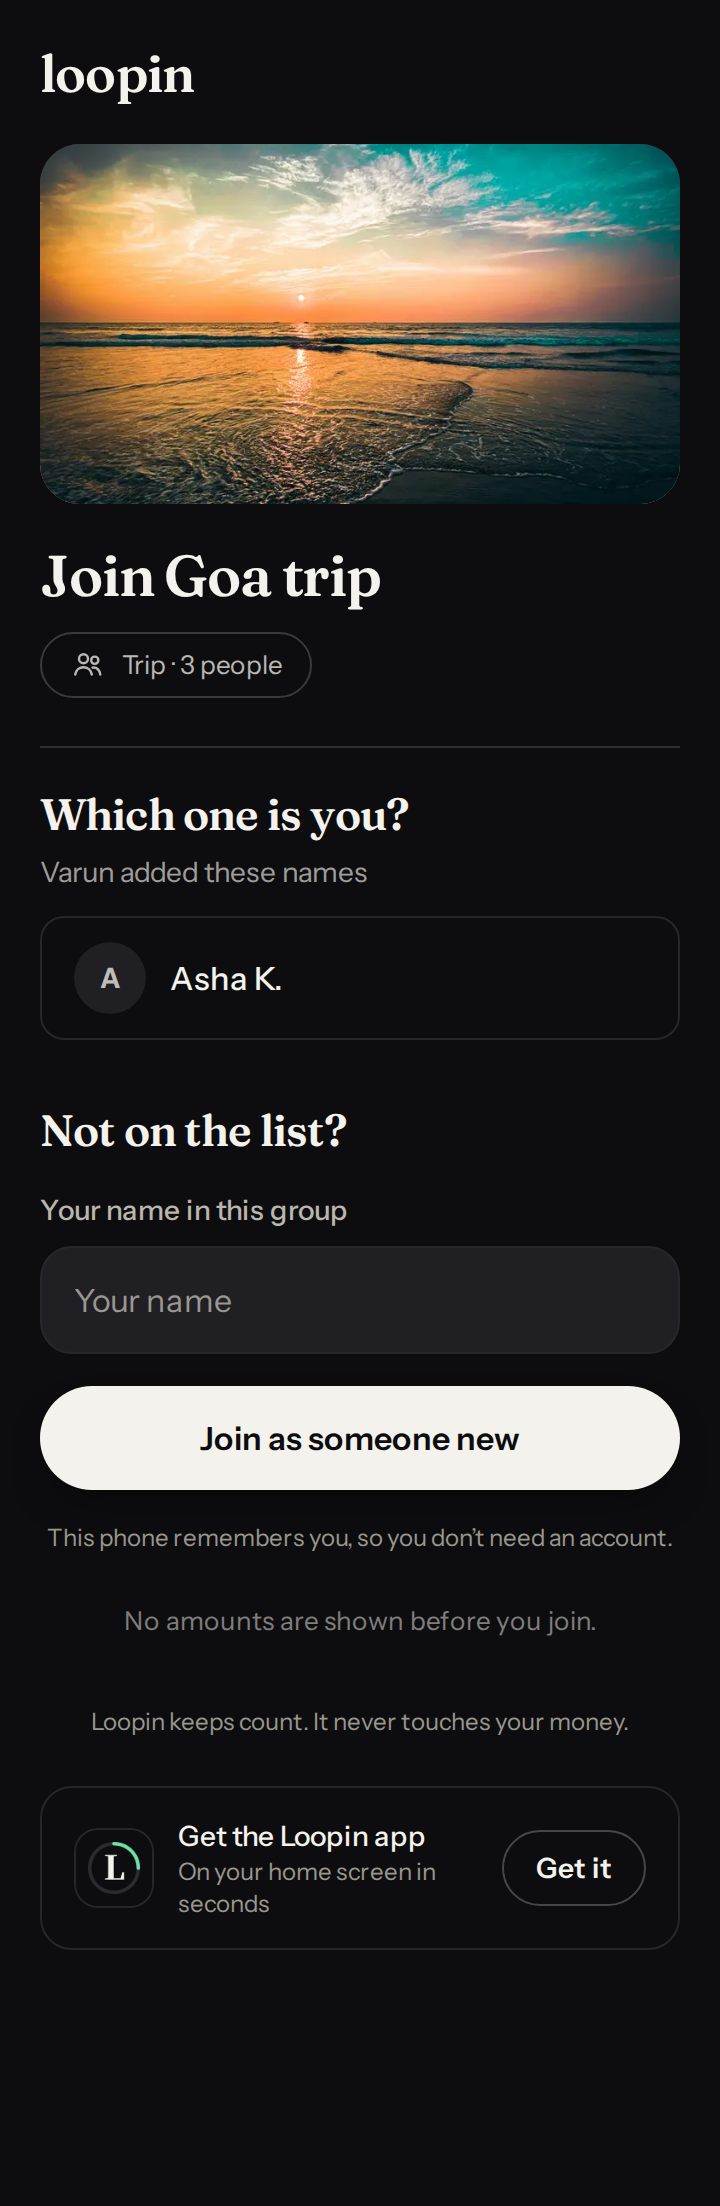 loopin
Join Goa trip
Trip · 3 people
Which one is you?
Varun added these names
A
Asha K.
Not on the list?
Your name in this group
Your name
Join as someone new
This phone remembers you, so you don’t need an account.
No amounts are shown before you join.
Loopin keeps count. It never touches your money.
L
Get the Loopin app
On your home screen in
seconds
Get it